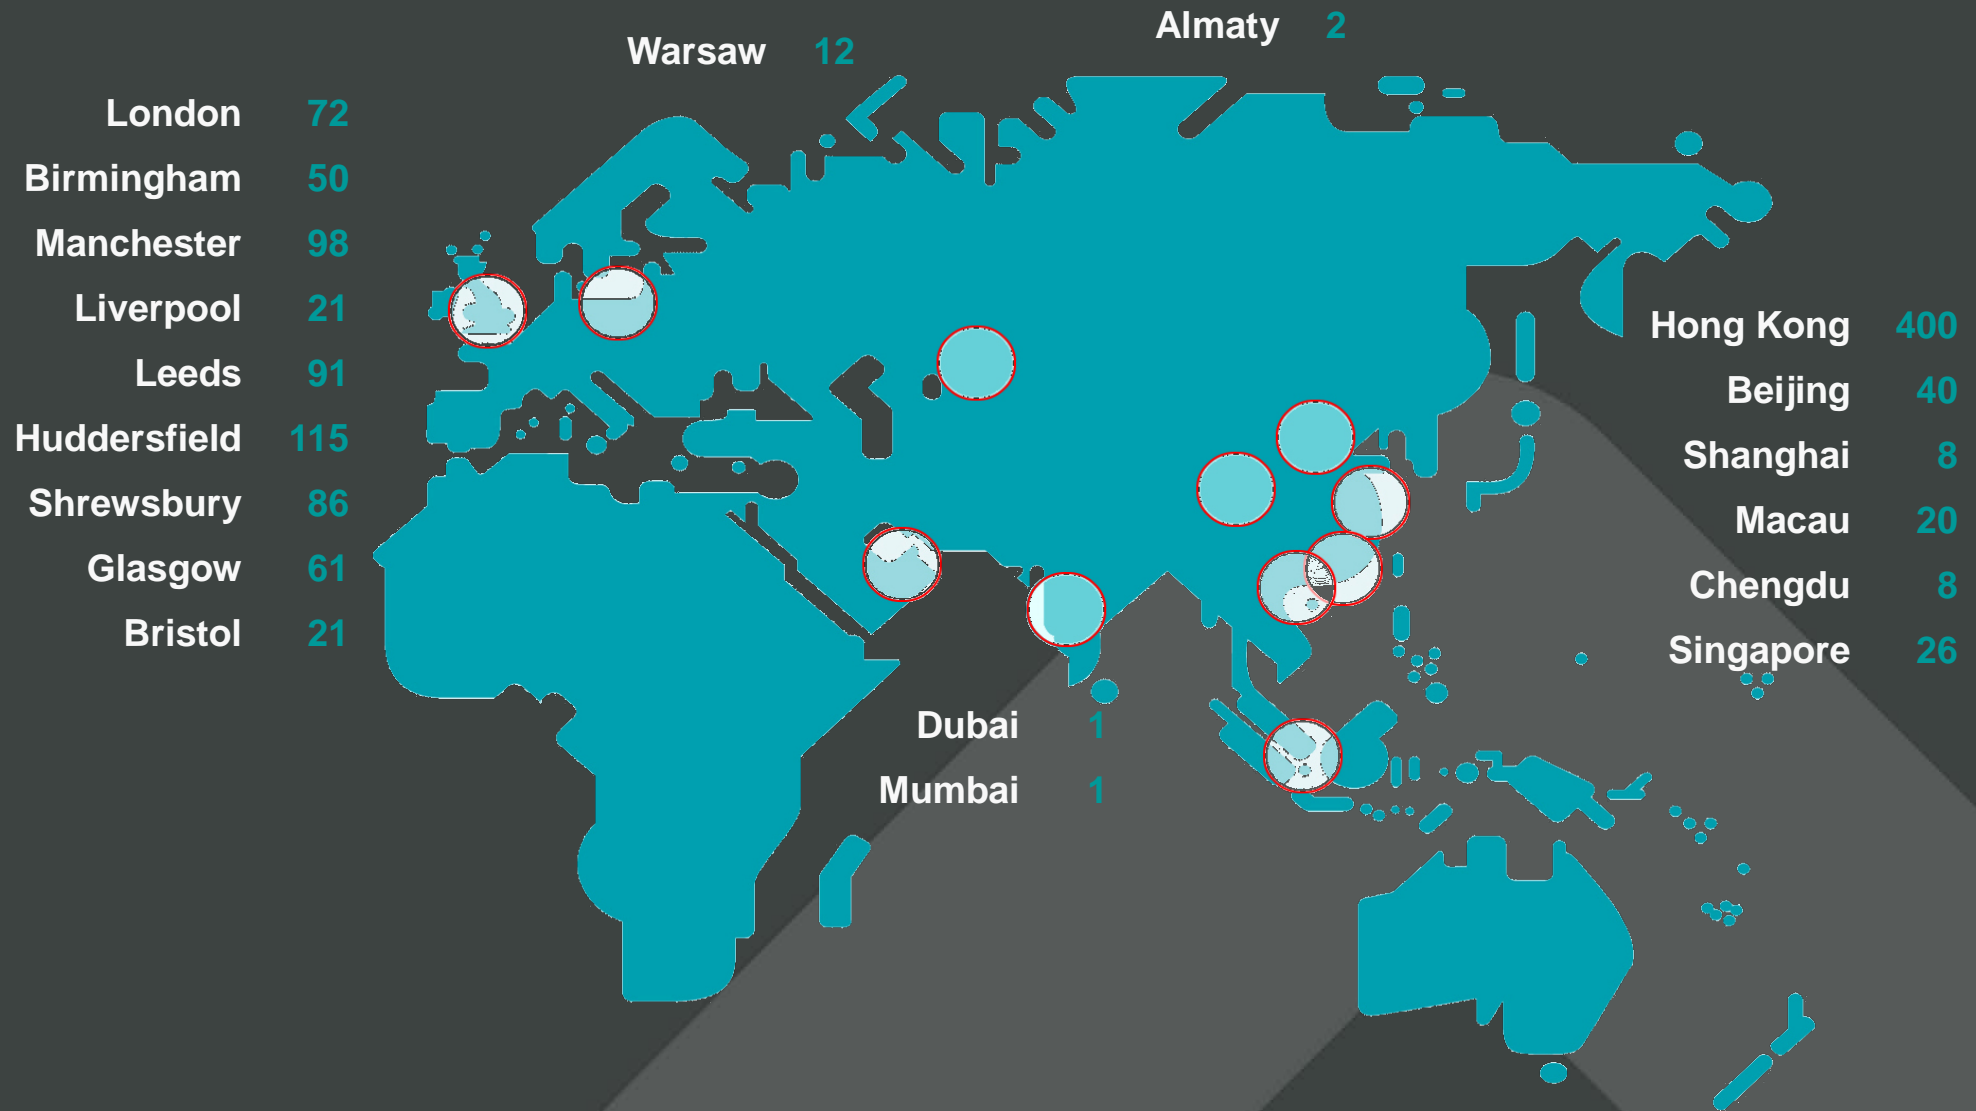 Almaty 2
Warsaw 12
London 72
Birmingham 50
Manchester 98
Liverpool 21
Leeds 91
Huddersfield 115
Shrewsbury 86
Glasgow 61
Bristol 21
Hong Kong 400
Beijing 40
Shanghai 8
Macau 20
Chengdu 8
Singapore 26
Dubai 1
Mumbai 1